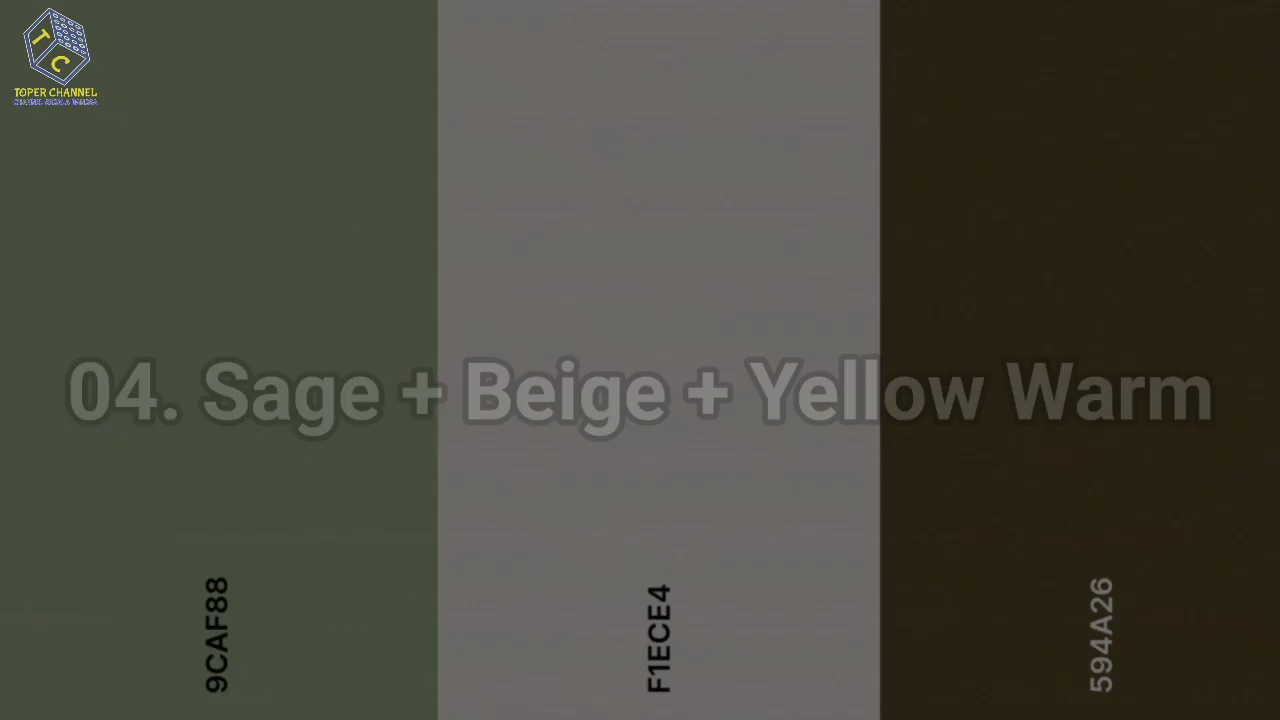 T
C
TOPER CHANNEL
04. Sage + Beige + Yellow Warm
9CAF88
F1ECE4
594A26